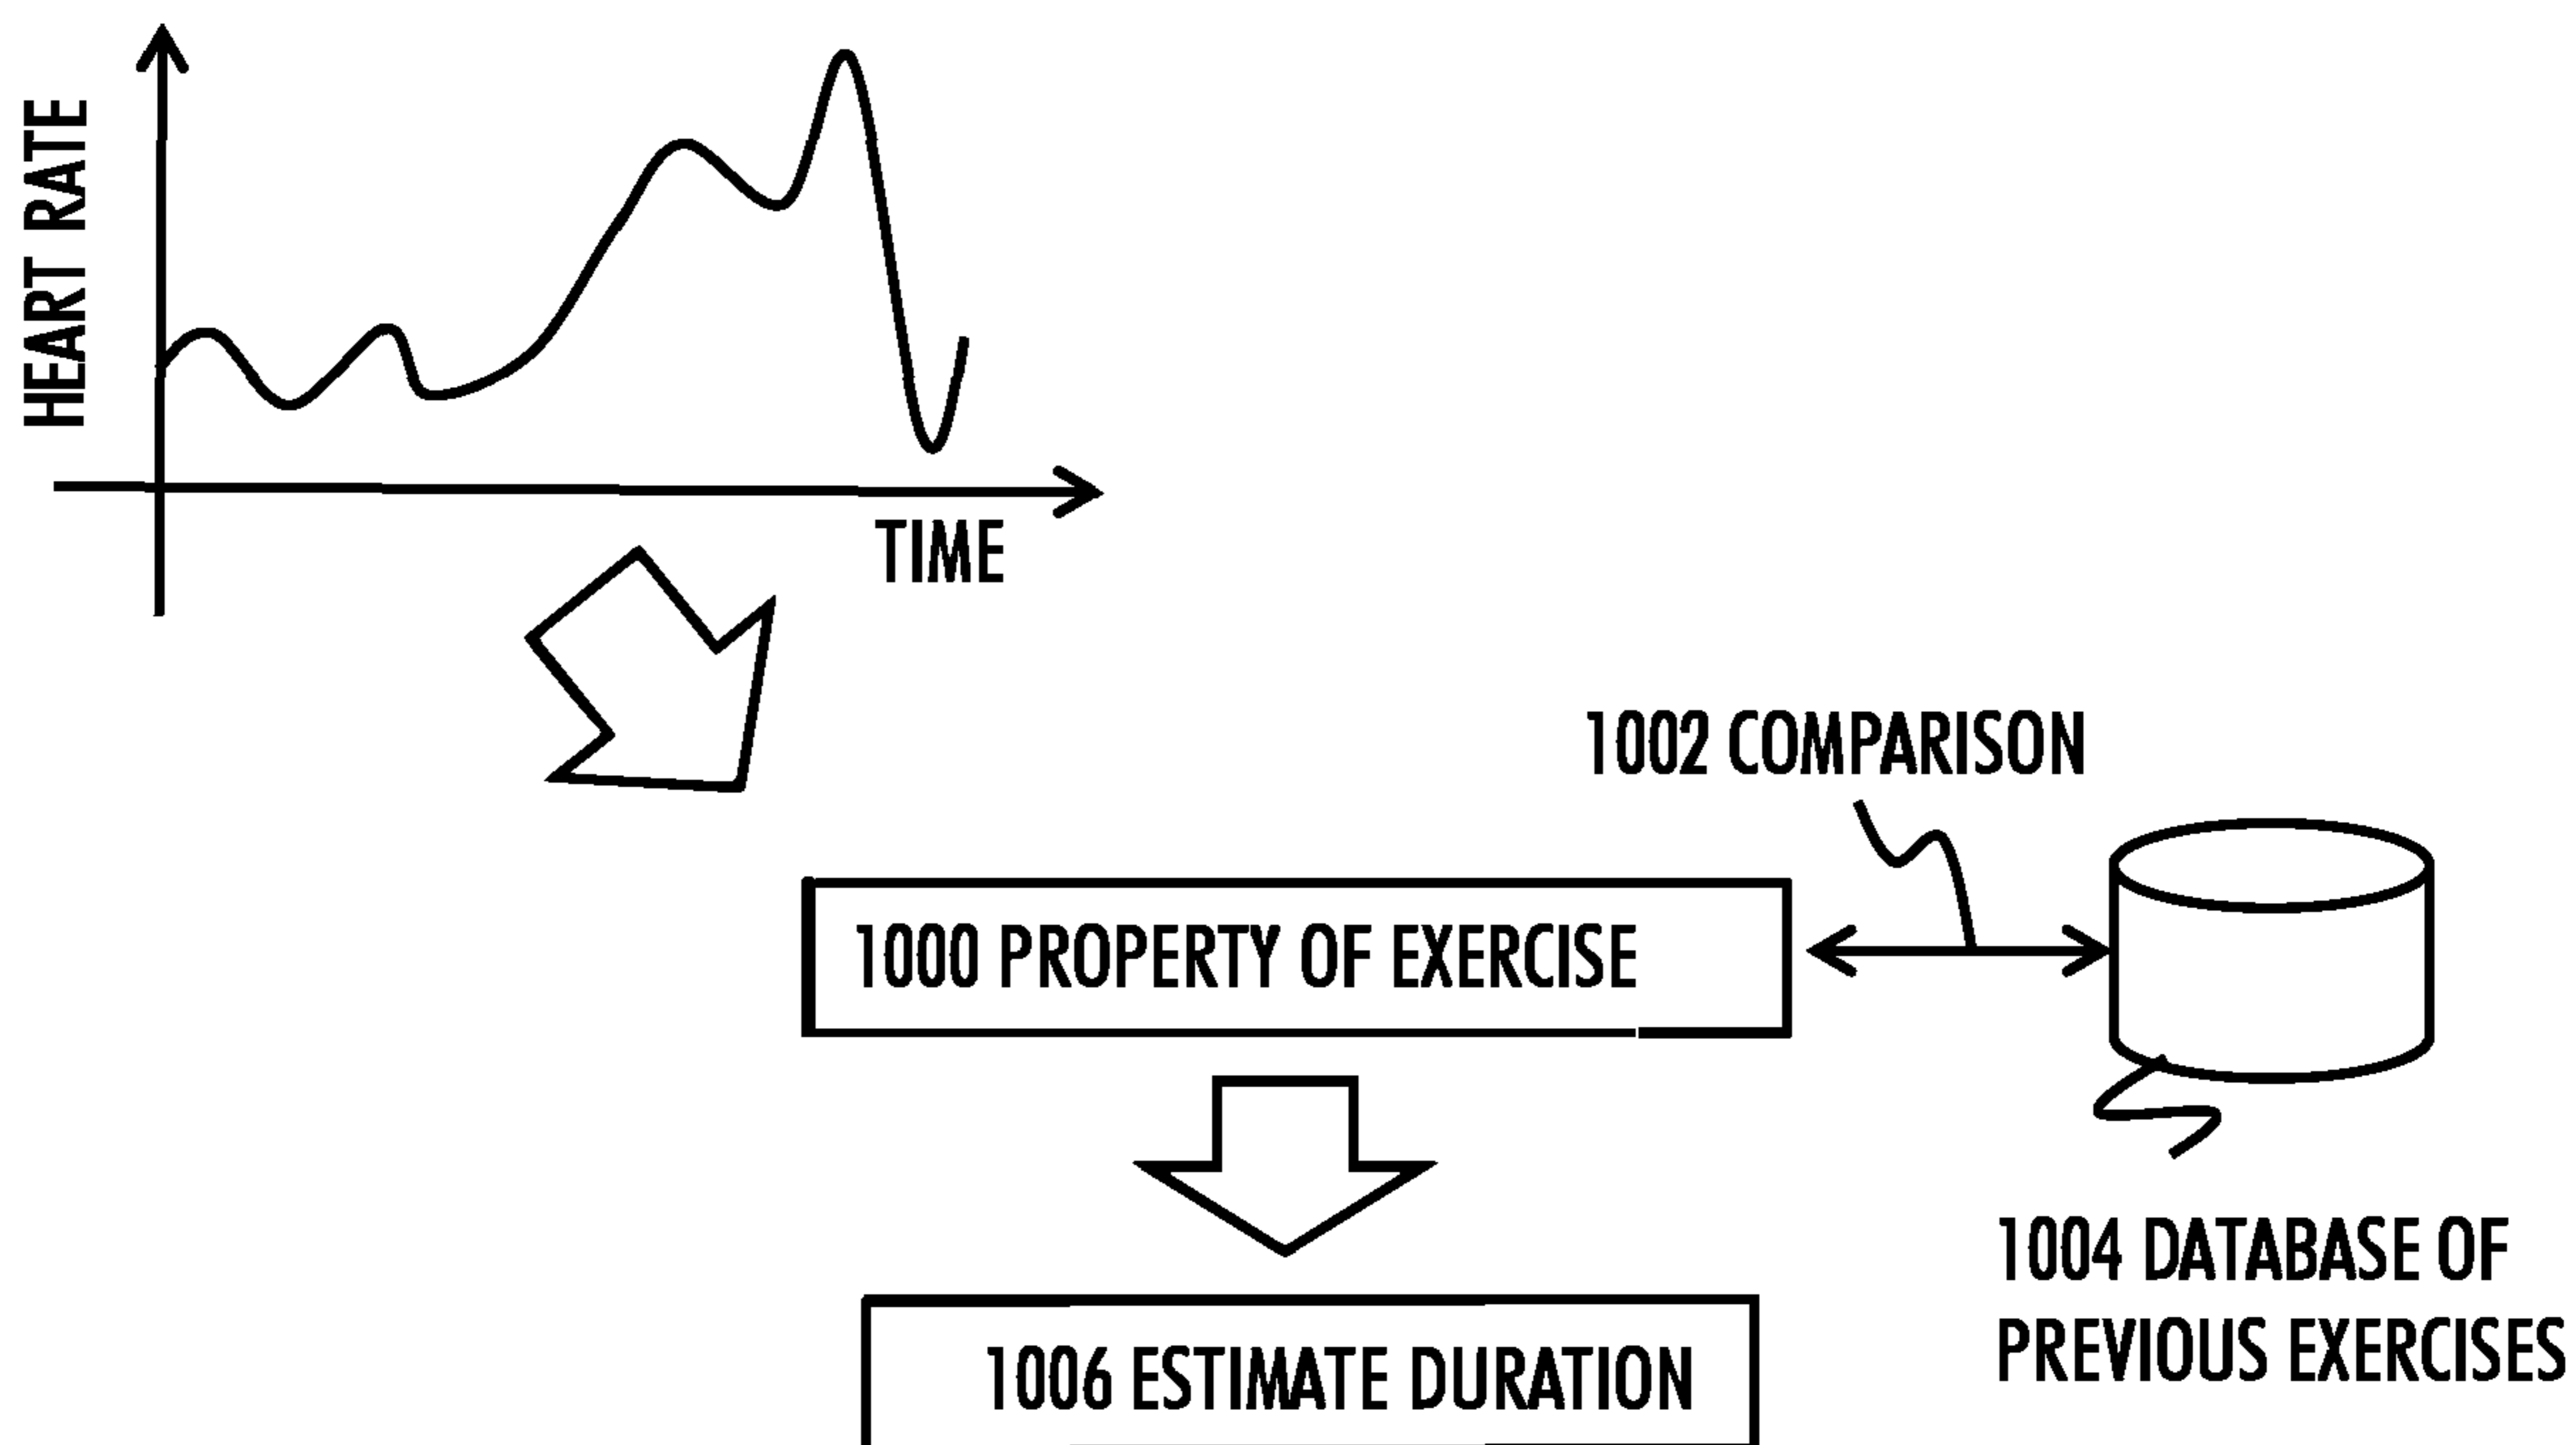 HEART RATE
TIME
1002 COMPARISON
1000 PROPERTY OF EXERCISE
1004 DATABASE OF
PREVIOUS EXERCISES
1006 ESTIMATE DURATION